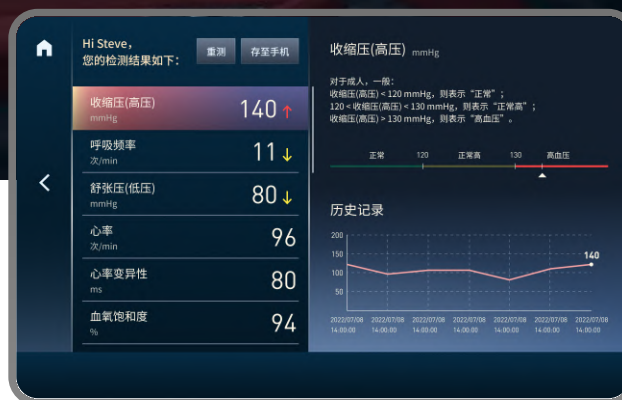 Hi Steve，
您的检测结果如下：
重测
存至手机
收缩压(高压)
mmHg
140
呼吸频率
次/min
11
舒张压(低压)
mmHg
80
心率
次/min
96
心率变异性
ms
80
血氧饱和度
%
94
收缩压(高压) mmHg
对于成人，一般：
收缩压(高压) < 120 mmHg，则表示“正常”；
120 < 收缩压(高压) < 130 mmHg，则表示“正常高”；
收缩压(高压) > 130 mmHg，则表示“高血压”。
正常 120 正常高 130 高血压
历史记录
200
150
100
50
140
2022/07/08 2022/07/08 2022/07/08 2022/07/08 2022/07/08 2022/07/08 2022/07/08
14:00:00 14:00:00 14:00:00 14:00:00 14:00:00 14:00:00 14:00:00